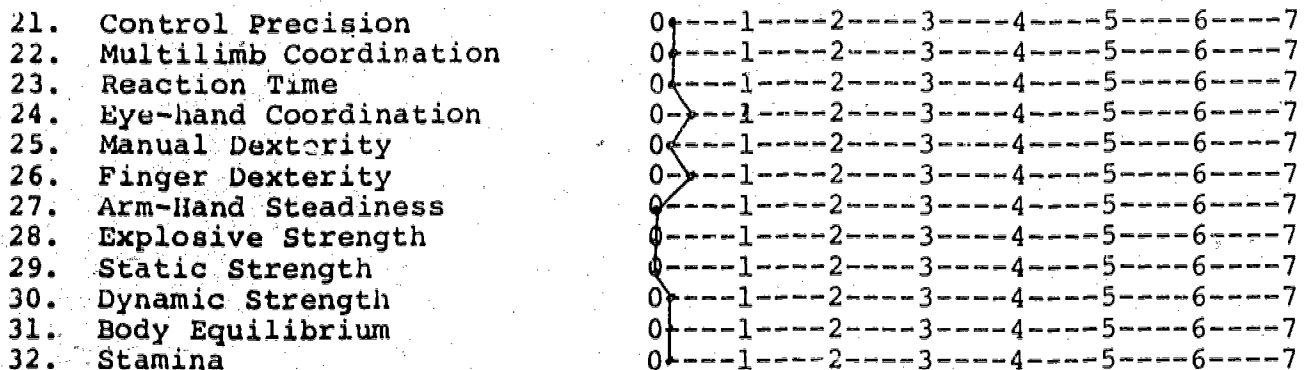 21. Control Precision 0----1----2----3----4----5----6----7
22. Multilimb Coordination 0----1----2----3----4----5----6----7
23. Reaction Time 0----1----2----3----4----5----6----7
24. Eye-hand Coordination 0----1----2----3----4----5----6----7
25. Manual Dexterity 0----1----2----3----4----5----6----7
26. Finger Dexterity 0----1----2----3----4----5----6----7
27. Arm-Hand Steadiness 0----1----2----3----4----5----6----7
28. Explosive Strength 0----1----2----3----4----5----6----7
29. Static Strength 0----1----2----3----4----5----6----7
30. Dynamic Strength 0----1----2----3----4----5----6----7
31. Body Equilibrium 0----1----2----3----4----5----6----7
32. Stamina 0----1----2----3----4----5----6----7